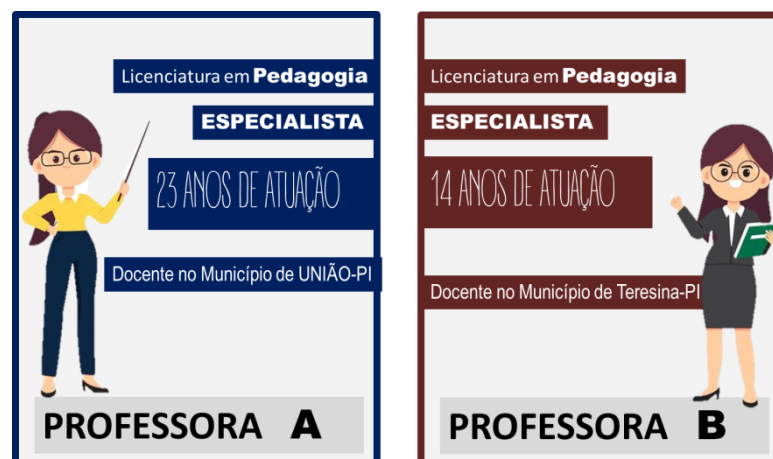 Licenciatura em Pedagogia
ESPECIALISTA
23 ANOS DE ATUAÇÃO
Docente no Município de UNIÃO-PI
PROFESSORA A
Licenciatura em Pedagogia
ESPECIALISTA
14 ANOS DE ATUAÇÃO
Docente no Município de Teresina-PI
PROFESSORA B